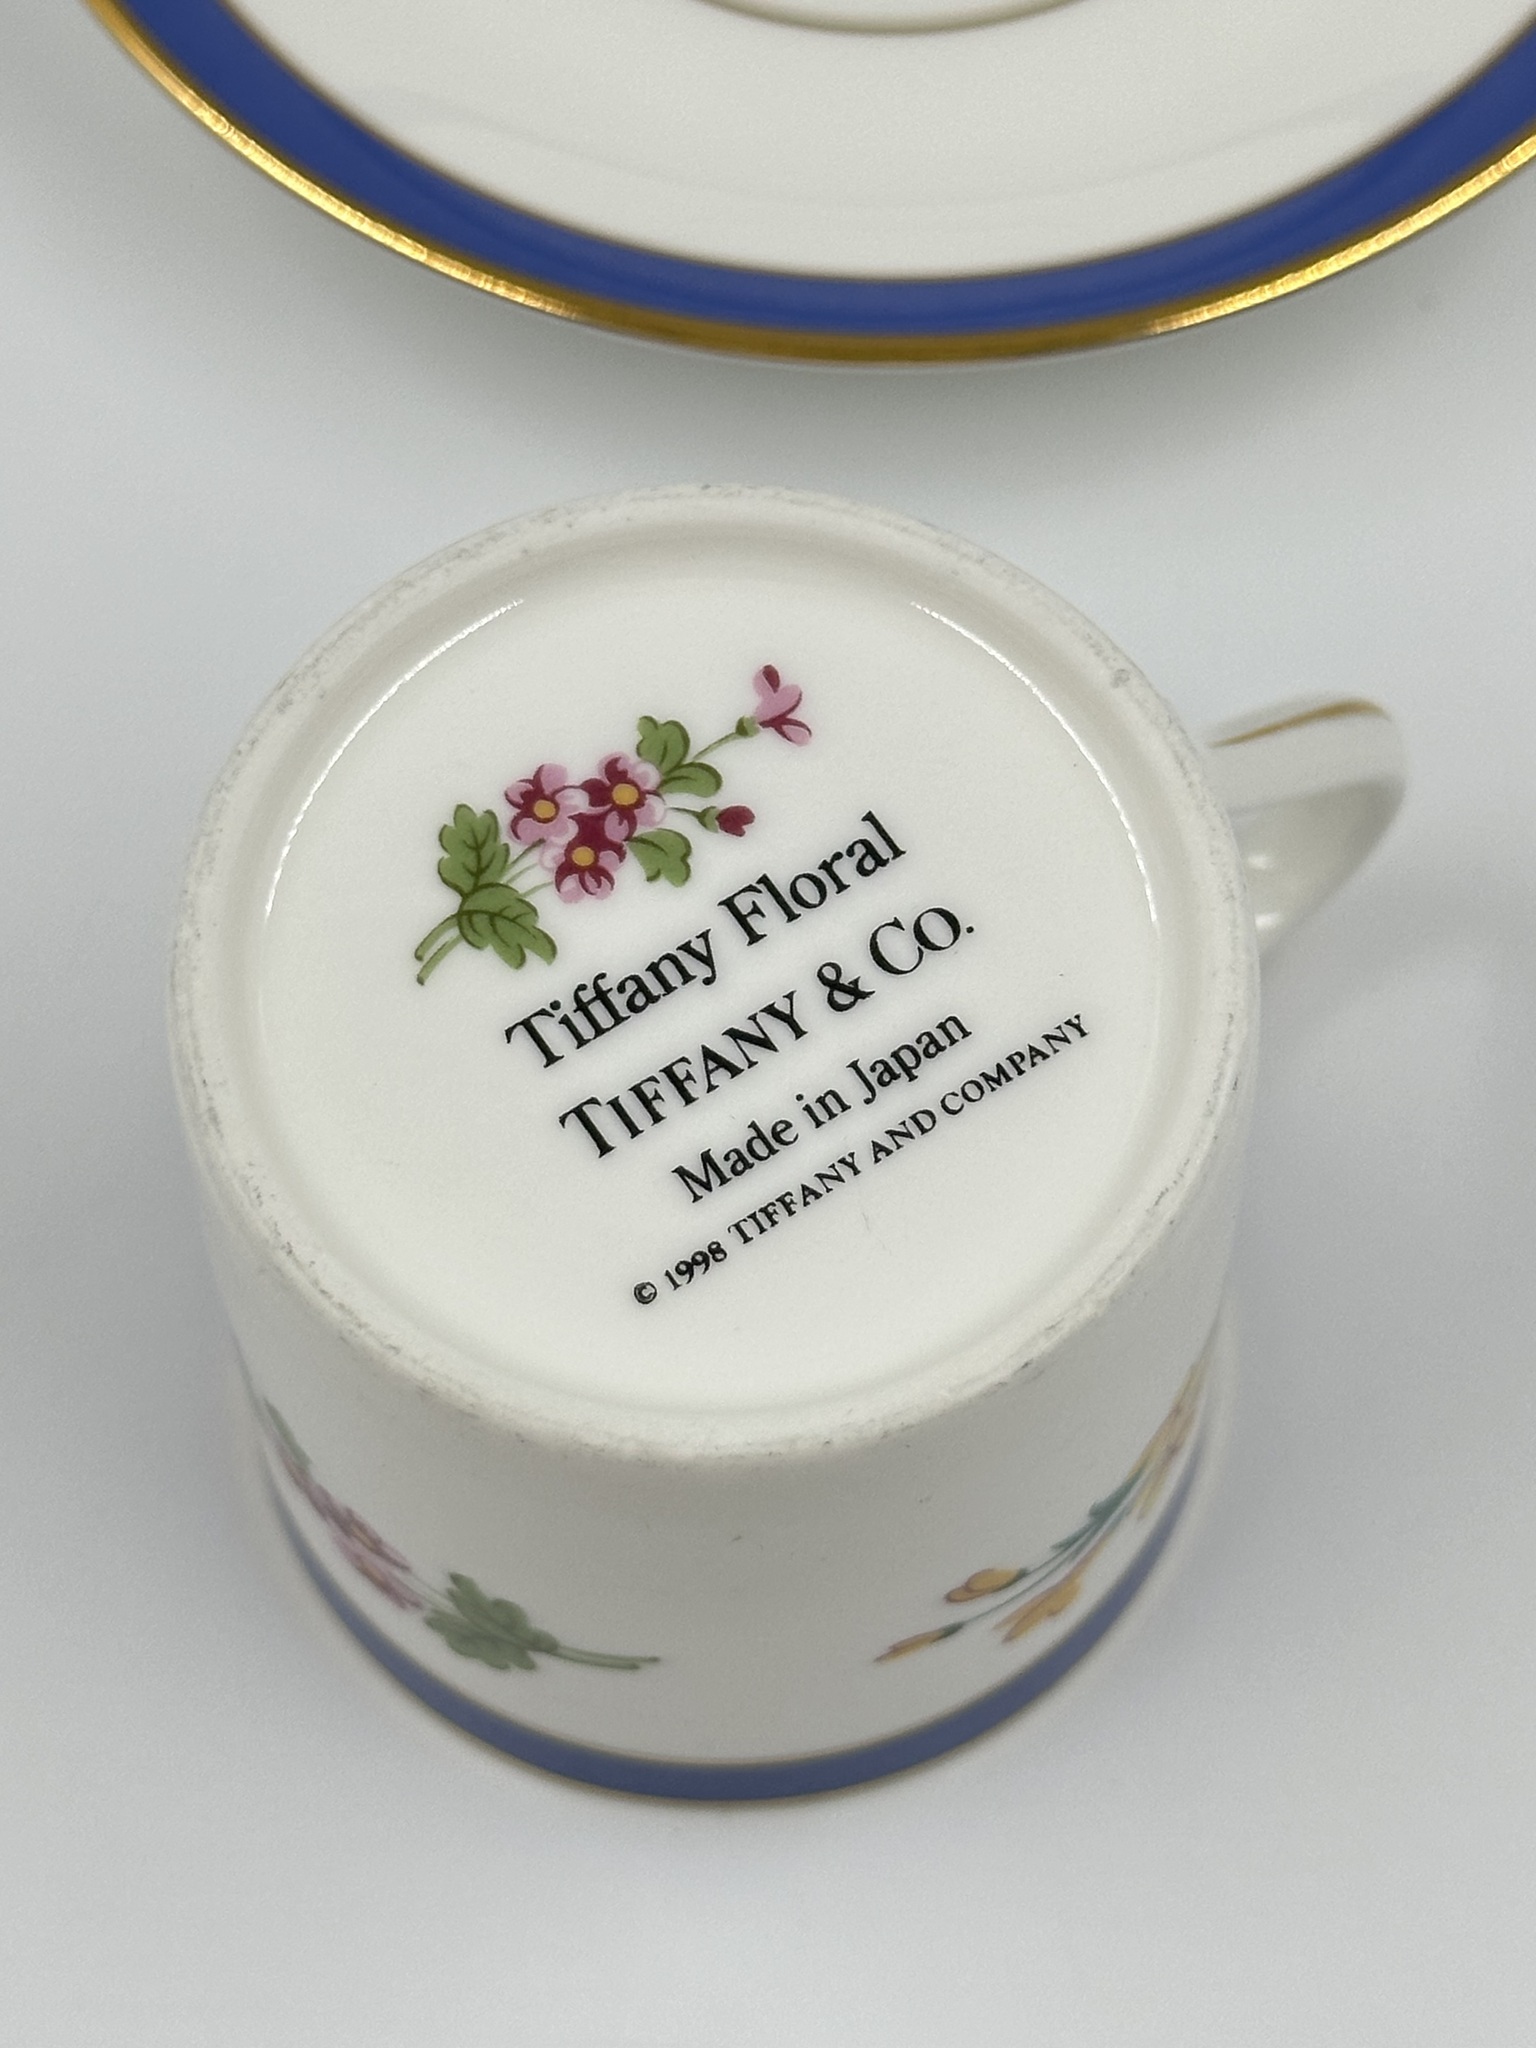 Tiffany Floral
TIFFANY & CO.
Made in Japan
© 1998 TIFFANY AND COMPANY